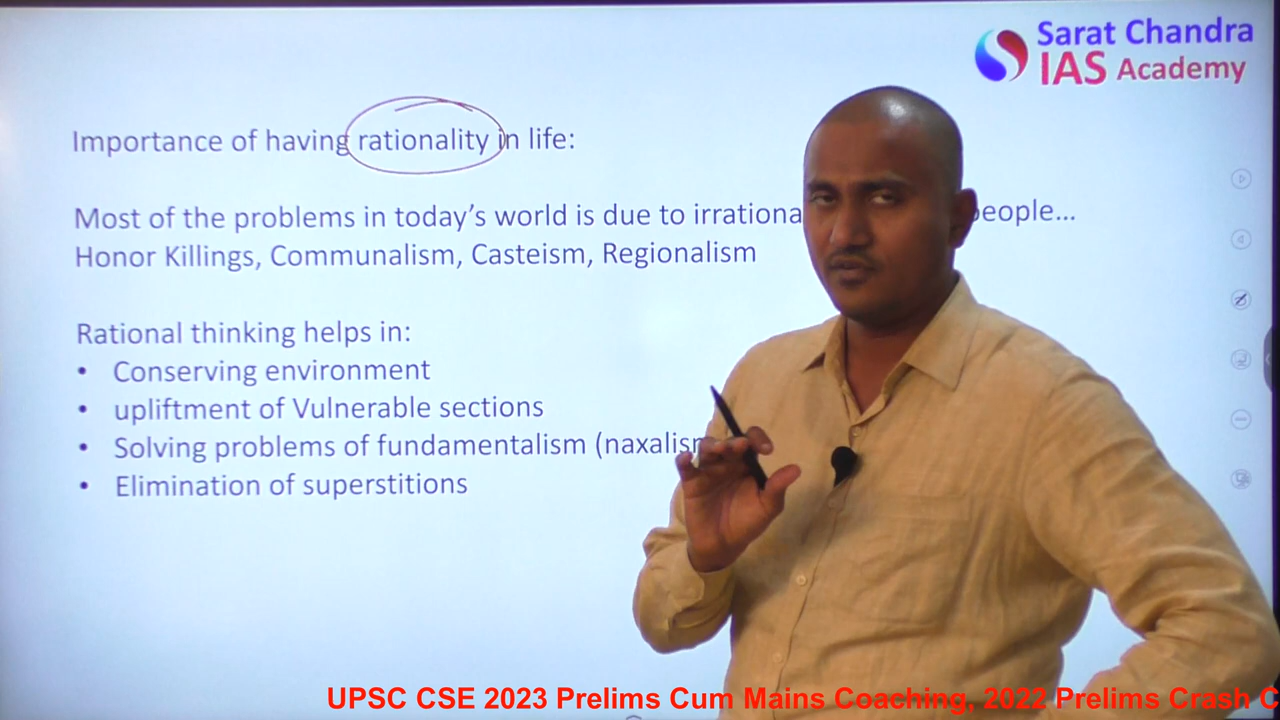 Sarat Chandra
IAS Academy
Importance of having rationality in life:
Most of the problems in today's world is due to people...
Honor Killings, Communalism, Casteism, Regionalism
Rational thinking helps in:
• Conserving environment
• upliftment of Vulnerable sections
• Solving problems of fundamentalism
• Elimination of superstitions
UPSC CSE 2023 Prelims Cum Mains Coaching, 2022 Prelims Crash C